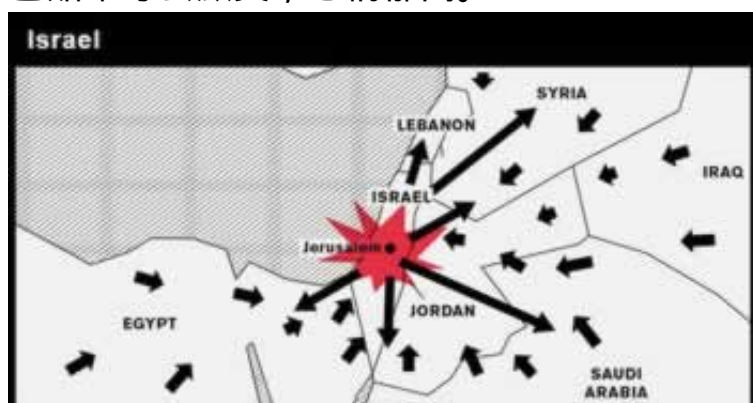 Israel
SYRIA
LEBANON
IRAQ
ISRAEL
Jerusalem
JORDAN
EGYPT
SAUDI
ARABIA